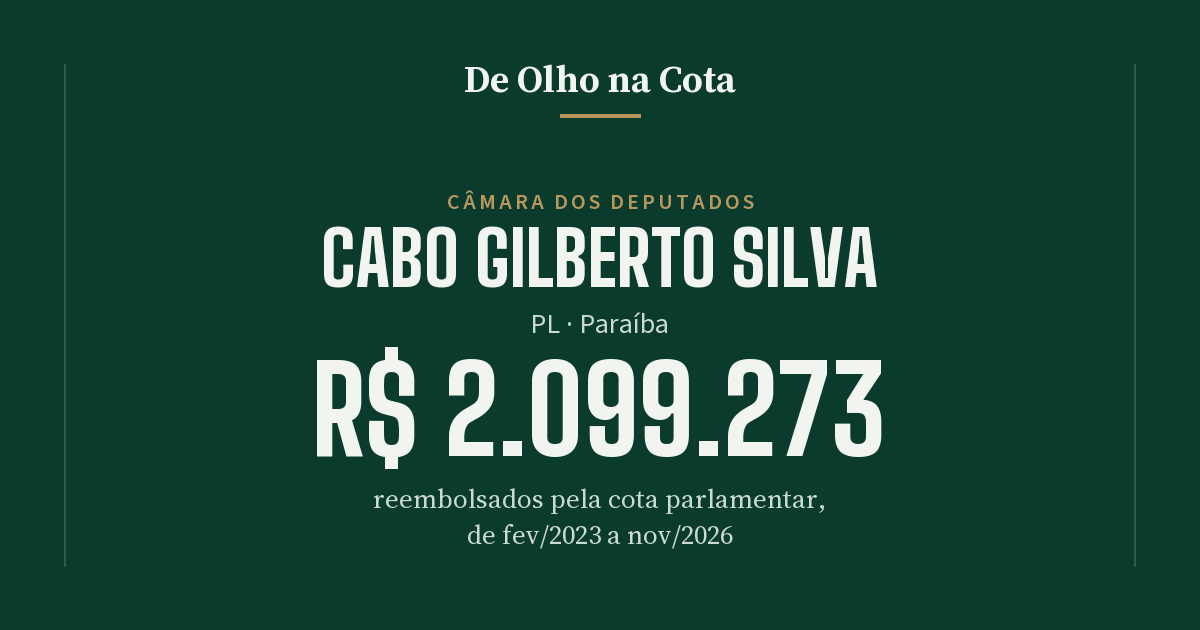 De Olho na Cota
CÂMARA DOS DEPUTADOS
CABO GILBERTO SILVA
PL · Paraíba
R$ 2.099.273
reembolsados pela cota parlamentar,
de fev/2023 a nov/2026